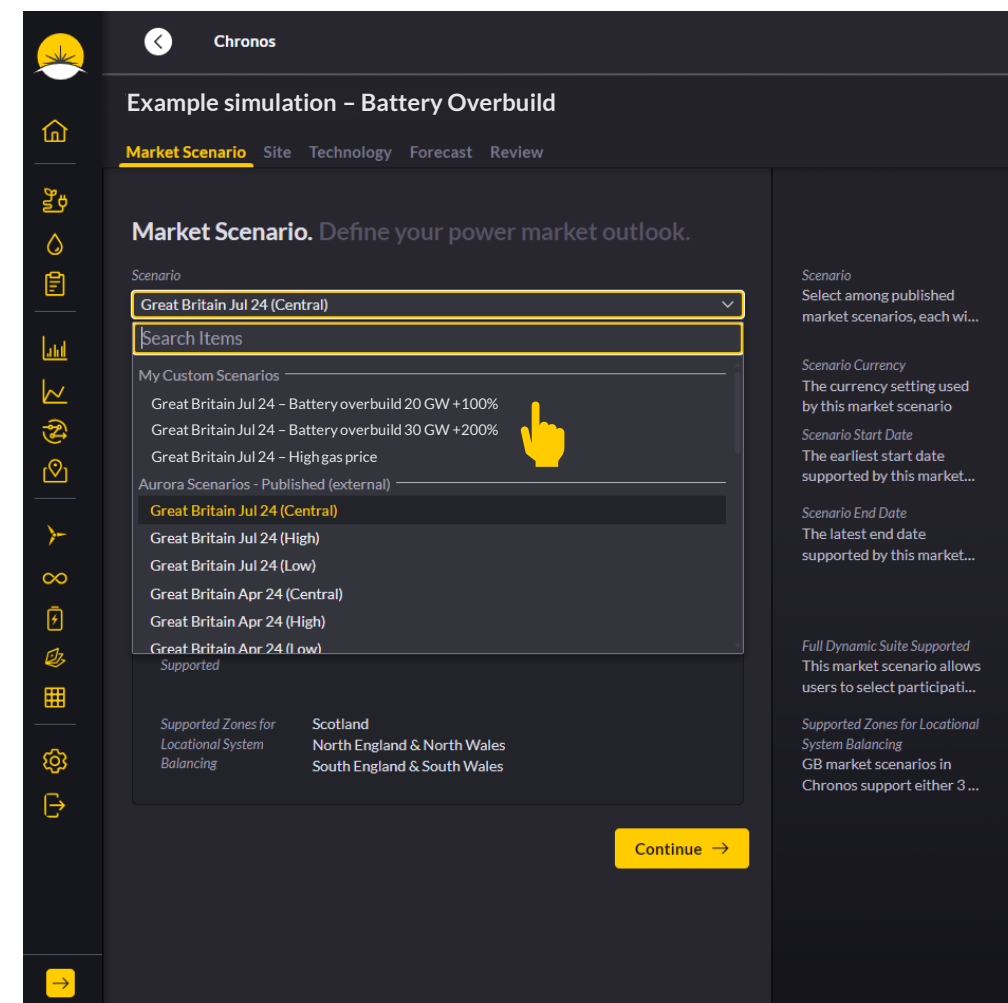 Chronos
Example simulation – Battery Overbuild
Market Scenario Site Technology Forecast Review
Market Scenario. Define your power market outlook.
Scenario
Great Britain Jul 24 (Central)
Search Items
My Custom Scenarios
Great Britain Jul 24 – Battery overbuild 20 GW +100%
Great Britain Jul 24 – Battery overbuild 30 GW +200%
Great Britain Jul 24 – High gas price
Aurora Scenarios - Published (external)
Great Britain Jul 24 (Central)
Great Britain Jul 24 (High)
Great Britain Jul 24 (Low)
Great Britain Apr 24 (Central)
Great Britain Apr 24 (High)
Great Britain Apr 24 (Low)
Supported
Supported Zones for
Locational System
Balancing
Scotland
North England & North Wales
South England & South Wales
Continue →
Scenario
Select among published
market scenarios, each wi...
Scenario Currency
The currency setting used
by this market scenario
Scenario Start Date
The earliest start date
supported by this market...
Scenario End Date
The latest end date
supported by this market...
Full Dynamic Suite Supported
This market scenario allows
users to select participati...
Supported Zones for Locational
System Balancing
GB market scenarios in
Chronos support either 3 ...